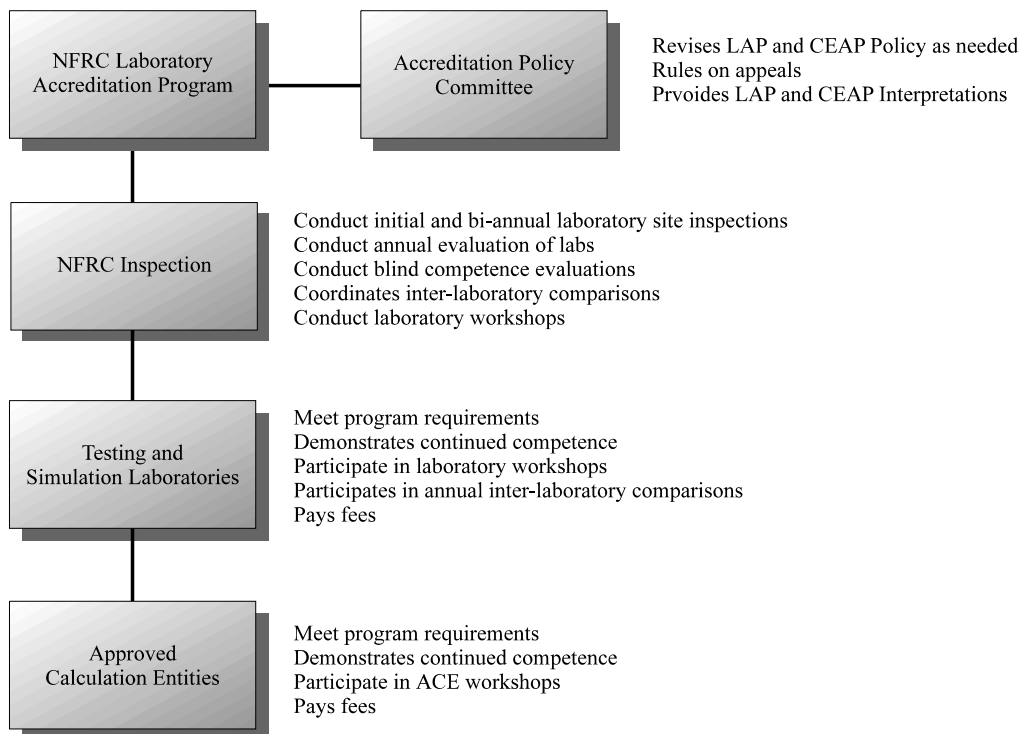 NFRC Laboratory
Accreditation Program
Accreditation Policy
Committee
Revises LAP and CEAP Policy as needed
Rules on appeals
Prvoides LAP and CEAP Interpretations
NFRC Inspection
Conduct initial and bi-annual laboratory site inspections
Conduct annual evaluation of labs
Conduct blind competence evaluations
Coordinates inter-laboratory comparisons
Conduct laboratory workshops
Testing and
Simulation Laboratories
Meet program requirements
Demonstrates continued competence
Participate in laboratory workshops
Participates in annual inter-laboratory comparisons
Pays fees
Approved
Calculation Entities
Meet program requirements
Demonstrates continued competence
Participate in ACE workshops
Pays fees